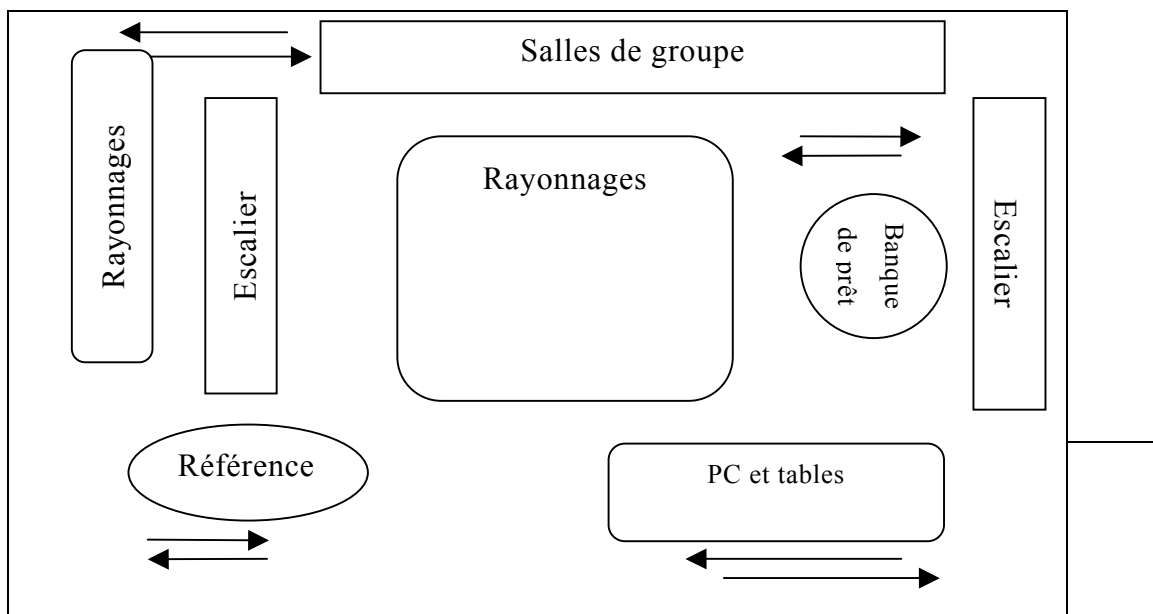 Salles de groupe
Rayonnages
Escalier
Rayonnages
Banque
de prêt
Escalier
Référence
PC et tables